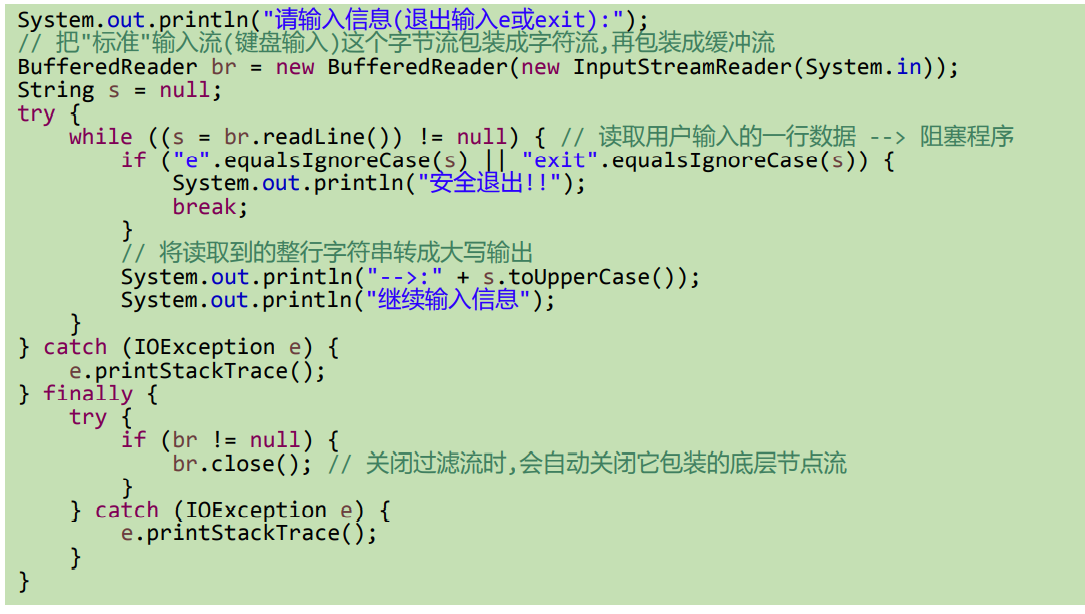 System.out.println("请输入信息(退出输入e或exit):");
// 把"标准"输入流(键盘输入)这个字节流包装成字符流,再包装成缓冲流
BufferedReader br = new BufferedReader(new InputStreamReader(System.in));
String s = null;
try {
    while ((s = br.readLine()) != null) { // 读取用户输入的一行数据 --> 阻塞程序
        if ("e".equalsIgnoreCase(s) || "exit".equalsIgnoreCase(s)) {
            System.out.println("安全退出!!");
            break;
        }
        // 将读取到的整行字符串转成大写输出
        System.out.println("-->:" + s.toUpperCase());
        System.out.println("继续输入信息");
    }
} catch (IOException e) {
    e.printStackTrace();
} finally {
    try {
        if (br != null) {
            br.close(); // 关闭过滤流时,会自动关闭它包装的底层节点流
        }
    } catch (IOException e) {
        e.printStackTrace();
    }
}